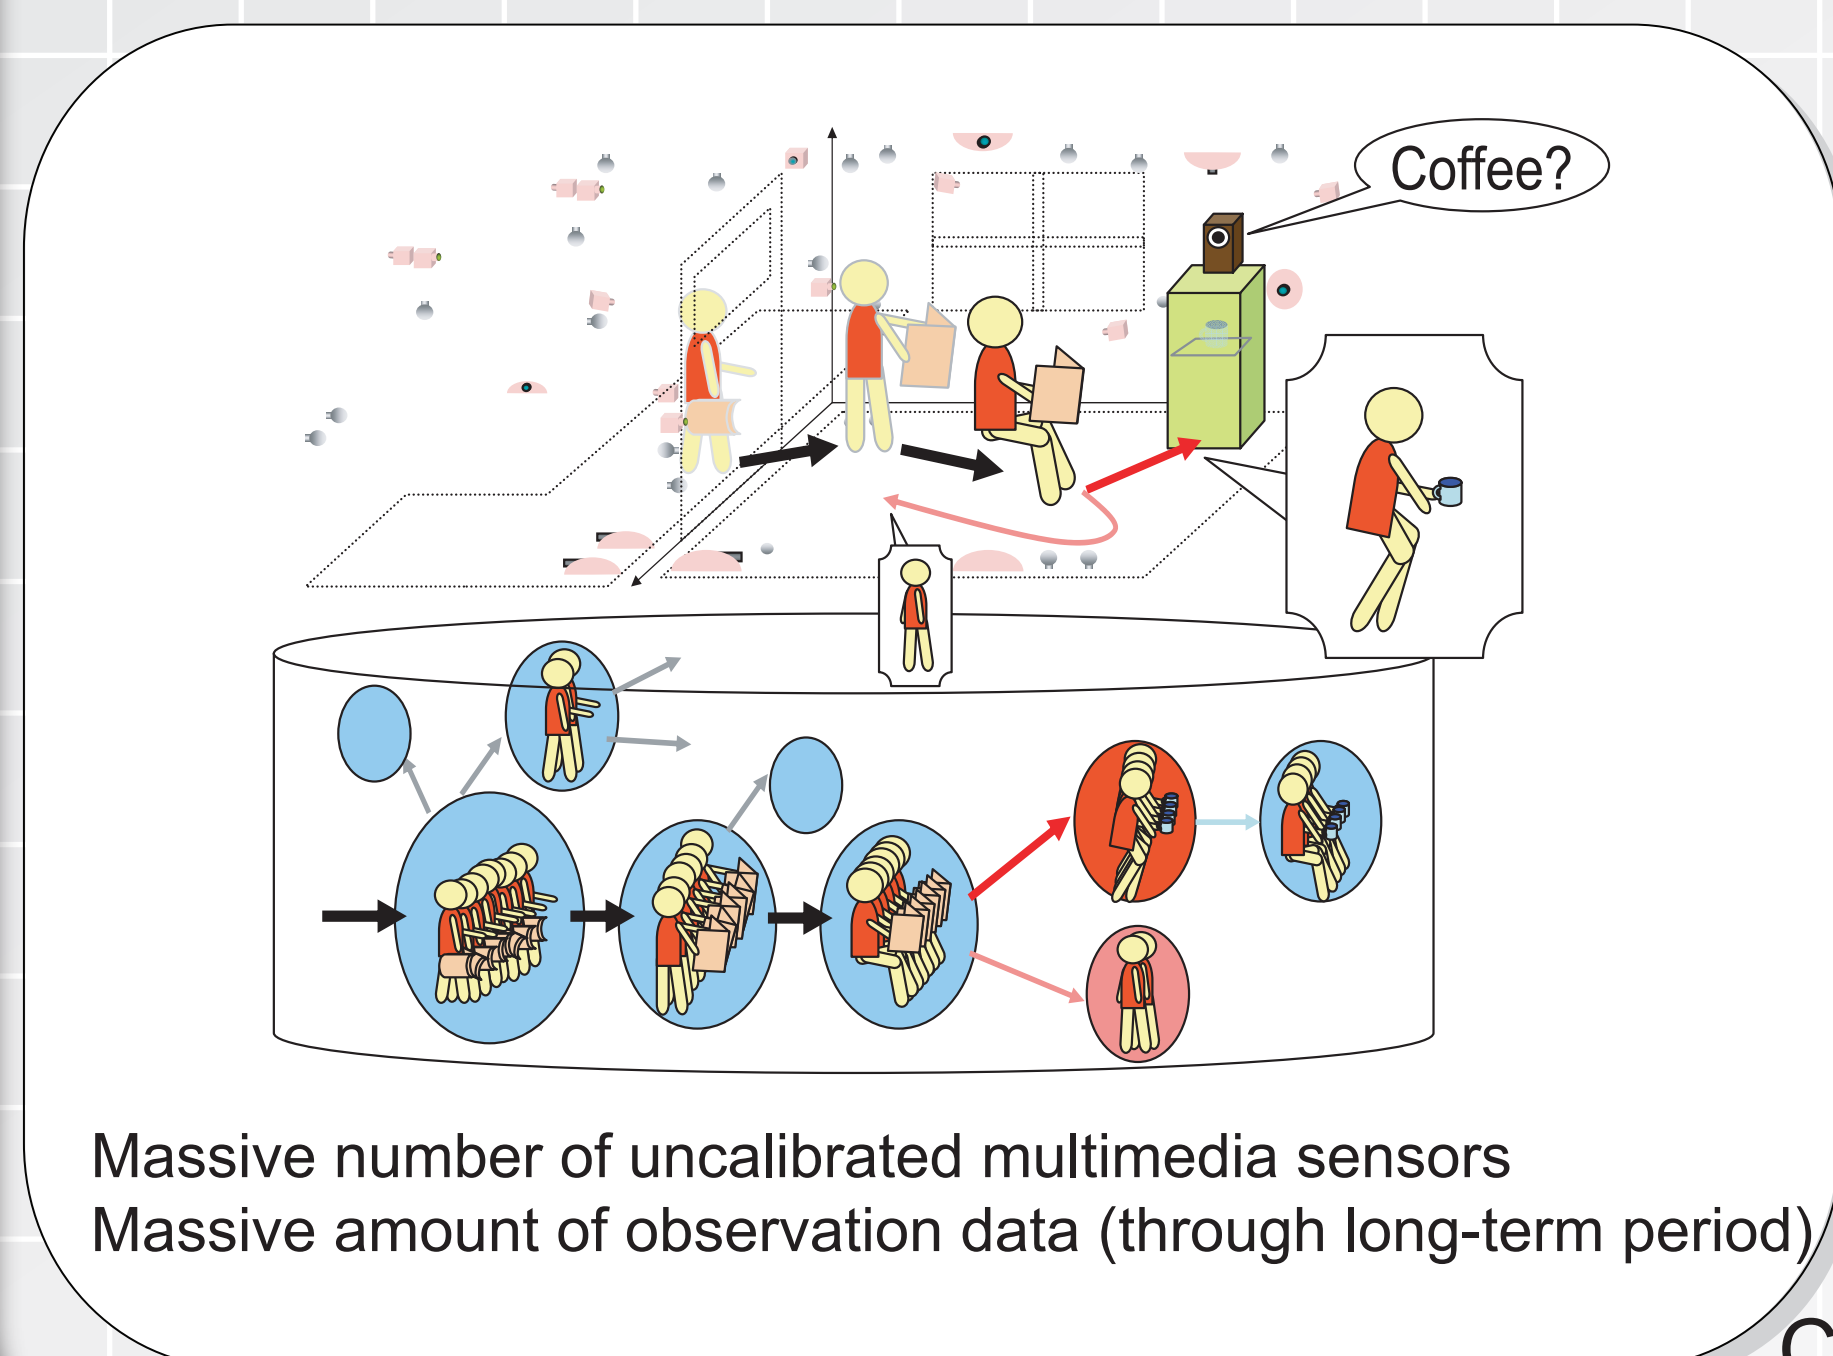 Coffee?
Massive number of uncalibrated multimedia sensors
Massive amount of observation data (through long-term period)